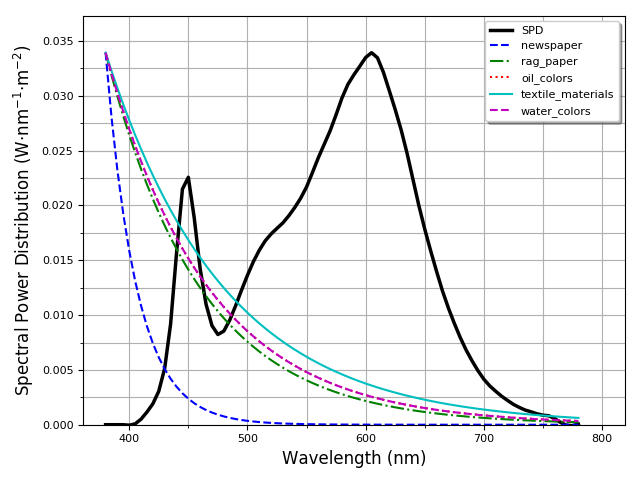 Spectral Power Distribution (W·nm⁻¹·m⁻²)
0.035
0.030
0.025
0.020
0.015
0.010
0.005
0.000
SPD
newspaper
rag_paper
oil_colors
textile_materials
water_colors
400 500 600 700 800
Wavelength (nm)